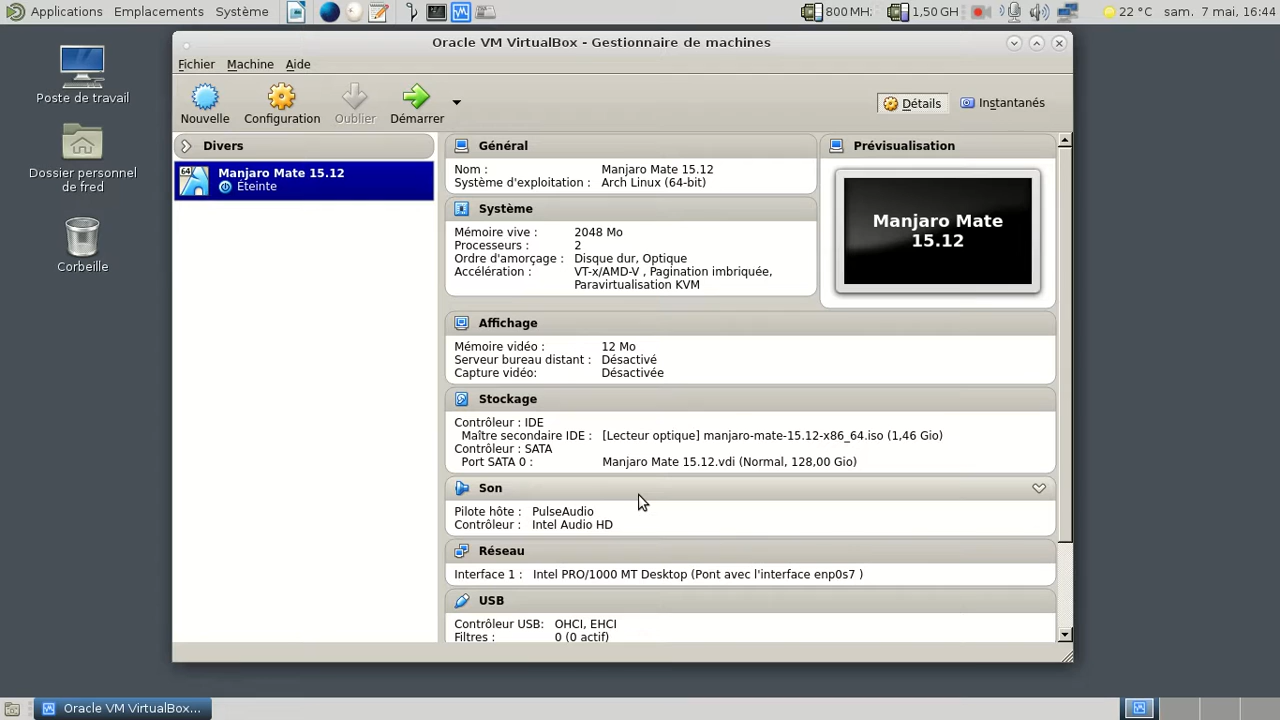 Applications Emplacements Système 800 MH: 1,50 GH 22 °C sam. 7 mai, 16:44
Poste de travail
Dossier personnel
de fred
Corbeille
Oracle VM VirtualBox - Gestionnaire de machines
Fichier Machine Aide
Nouvelle Configuration Oublier Démarrer Détails Instantanés
Divers
64 Manjaro Mate 15.12
Éteinte
Général
Nom : Manjaro Mate 15.12
Système d'exploitation : Arch Linux (64-bit)
Système
Mémoire vive : 2048 Mo
Processeurs : 2
Ordre d'amorçage : Disque dur, Optique
Accélération : VT-x/AMD-V , Pagination imbriquée,
Paravirtualisation KVM
Prévisualisation
Manjaro Mate
15.12
Affichage
Mémoire vidéo : 12 Mo
Serveur bureau distant : Désactivé
Capture vidéo: Désactivée
Stockage
Contrôleur : IDE
Maître secondaire IDE : [Lecteur optique] manjaro-mate-15.12-x86_64.iso (1,46 Gio)
Contrôleur : SATA
Port SATA 0 : Manjaro Mate 15.12.vdi (Normal, 128,00 Gio)
Son
Pilote hôte : PulseAudio
Contrôleur : Intel Audio HD
Réseau
Interface 1 : Intel PRO/1000 MT Desktop (Pont avec l'interface enp0s7 )
USB
Contrôleur USB: OHCI, EHCI
Filtres : 0 (0 actif)
Oracle VM VirtualBox...